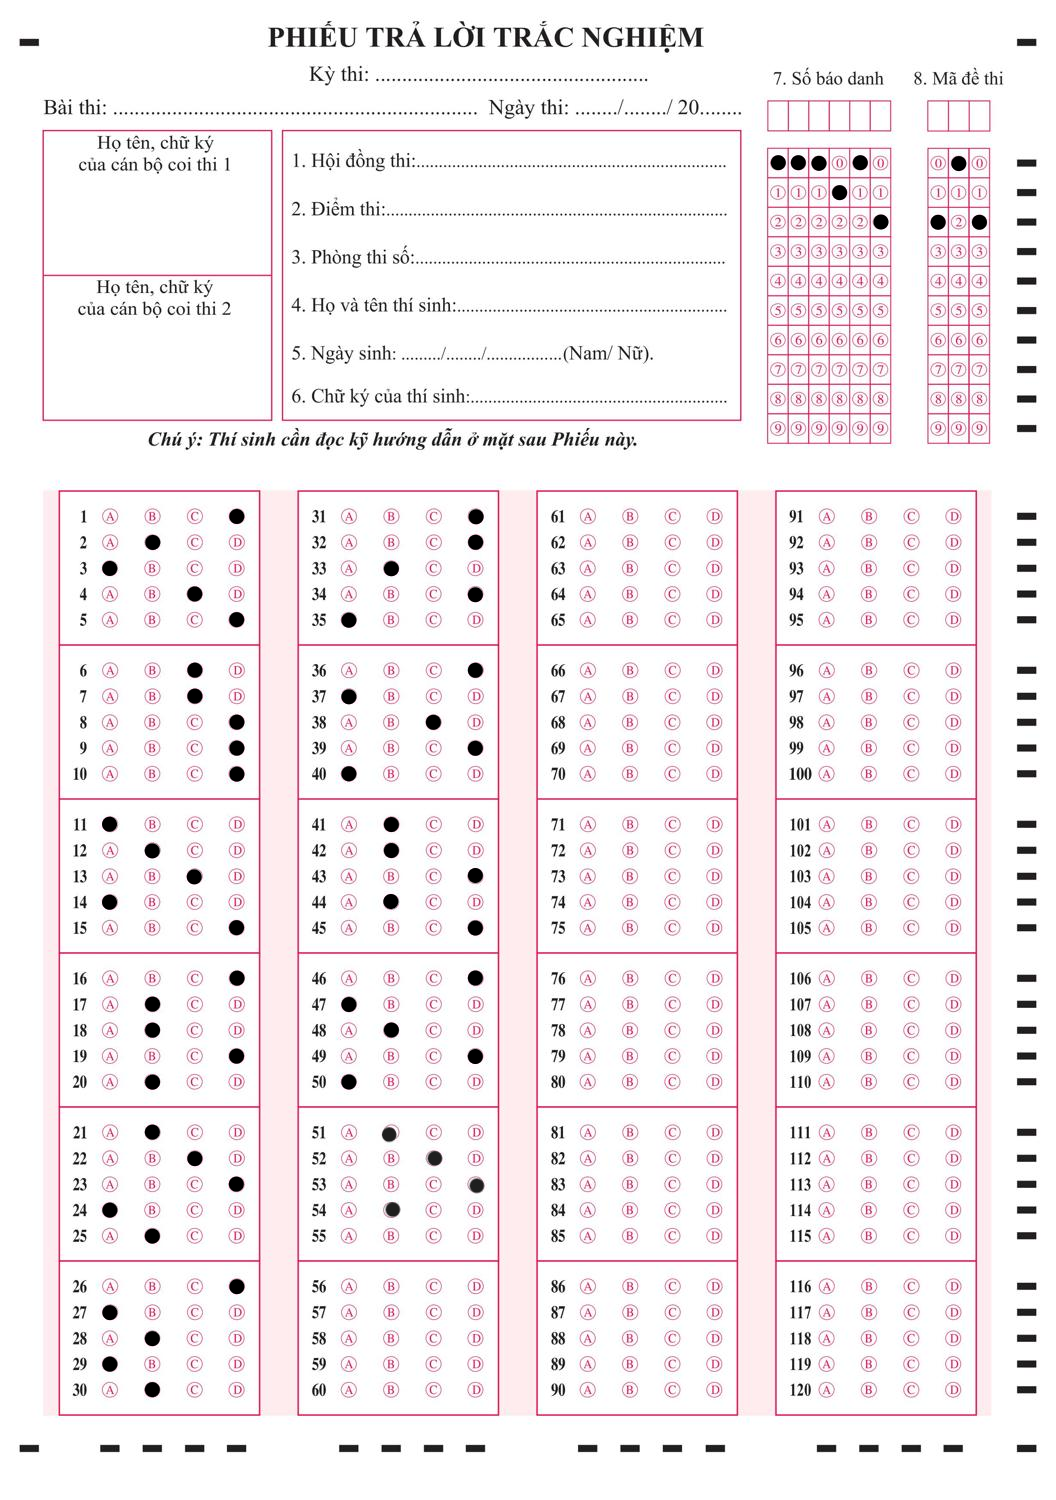 PHIẾU TRẢ LỜI TRẮC NGHIỆM
Kỳ thi: ..................................................
Bài thi: ................................................................... Ngày thi: ......../......../ 20........
Họ tên, chữ ký
của cán bộ coi thi 1
Họ tên, chữ ký
của cán bộ coi thi 2
1. Hội đồng thi:..................................................................
2. Điểm thi:........................................................................
3. Phòng thi số:..................................................................
4. Họ và tên thí sinh:.........................................................
5. Ngày sinh: ........./......../................(Nam/ Nữ).
6. Chữ ký của thí sinh:......................................................
Chú ý: Thí sinh cần đọc kỹ hướng dẫn ở mặt sau Phiếu này.
7. Số báo danh
0 0
1 1 1 1 1
2 2 2 2 2
3 3 3 3 3 3
4 4 4 4 4 4
5 5 5 5 5 5
6 6 6 6 6 6
7 7 7 7 7 7
8 8 8 8 8 8
9 9 9 9 9 9
8. Mã đề thi
0 0
1 1 1
2
3 3 3
4 4 4
5 5 5
6 6 6
7 7 7
8 8 8
9 9 9
1 A B C
2 A C D
3 B C D
4 A B D
5 A B C
6 A B D
7 A B D
8 A B C
9 A B C
10 A B C
11 B C D
12 A C D
13 A B D
14 B C D
15 A B C
16 A B C
17 A C D
18 A C D
19 A B C
20 A C D
21 A C D
22 A B D
23 A B C
24 B C D
25 A C D
26 A B C
27 B C D
28 A C D
29 B C D
30 A C D
31 A B C
32 A B C
33 A C D
34 A B C
35 B C D
36 A B C
37 B C D
38 A B D
39 A B C
40 B C D
41 A C D
42 A C D
43 A B C
44 A C D
45 A B C
46 A B C
47 B C D
48 A C D
49 A B C
50 B C D
51 A C D
52 A B D
53 A B C
54 A C D
55 A B C D
56 A B C D
57 A B C D
58 A B C D
59 A B C D
60 A B C D
61 A B C D
62 A B C D
63 A B C D
64 A B C D
65 A B C D
66 A B C D
67 A B C D
68 A B C D
69 A B C D
70 A B C D
71 A B C D
72 A B C D
73 A B C D
74 A B C D
75 A B C D
76 A B C D
77 A B C D
78 A B C D
79 A B C D
80 A B C D
81 A B C D
82 A B C D
83 A B C D
84 A B C D
85 A B C D
86 A B C D
87 A B C D
88 A B C D
89 A B C D
90 A B C D
91 A B C D
92 A B C D
93 A B C D
94 A B C D
95 A B C D
96 A B C D
97 A B C D
98 A B C D
99 A B C D
100 A B C D
101 A B C D
102 A B C D
103 A B C D
104 A B C D
105 A B C D
106 A B C D
107 A B C D
108 A B C D
109 A B C D
110 A B C D
111 A B C D
112 A B C D
113 A B C D
114 A B C D
115 A B C D
116 A B C D
117 A B C D
118 A B C D
119 A B C D
120 A B C D